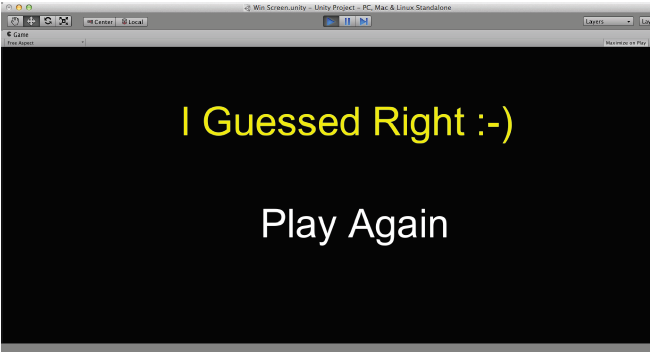 Win Screen.unity - Unity Project - PC, Mac & Linux Standalone
Center Local Layers Lay
Game
Free Aspect Maximize on Play
I Guessed Right :-)
Play Again